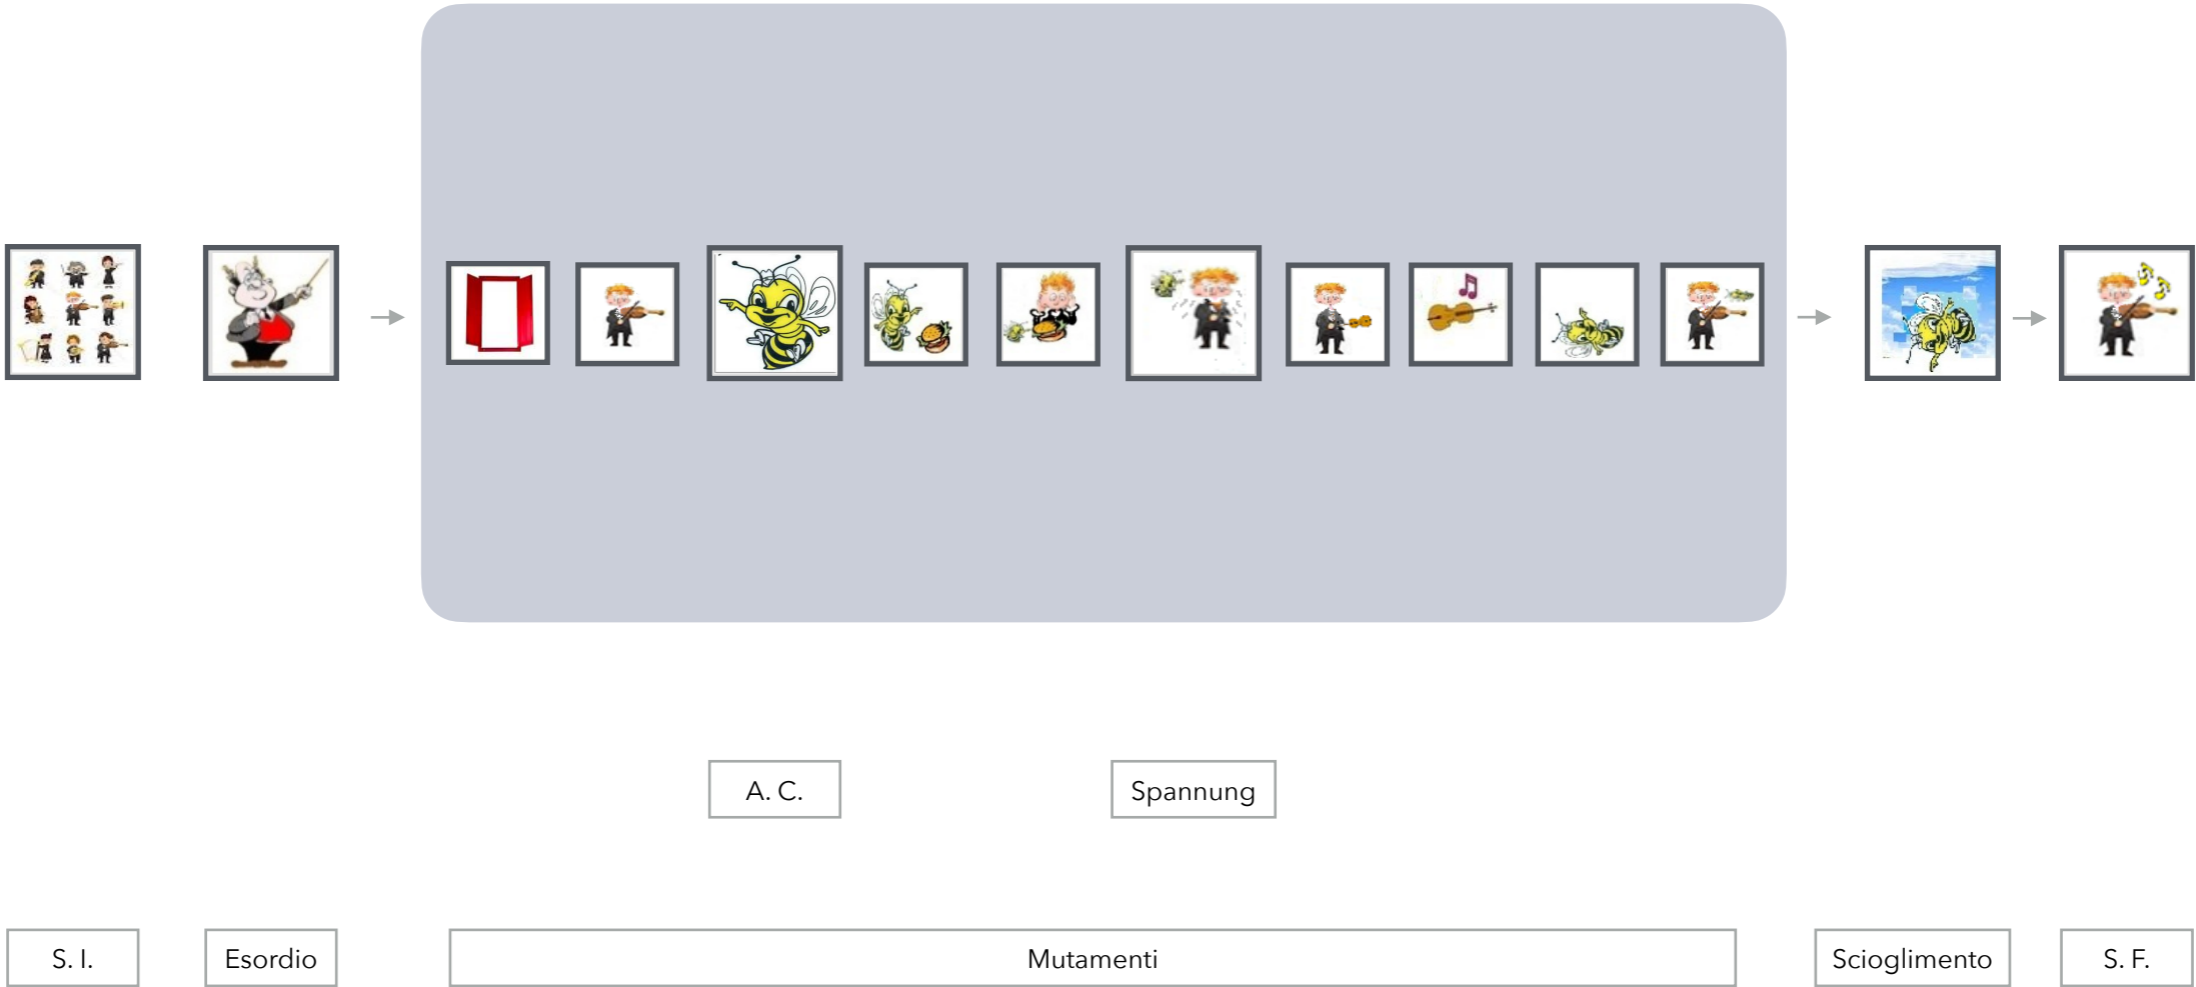 A. C.
Spannung
S. I.
Esordio
Mutamenti
Scioglimento
S. F.